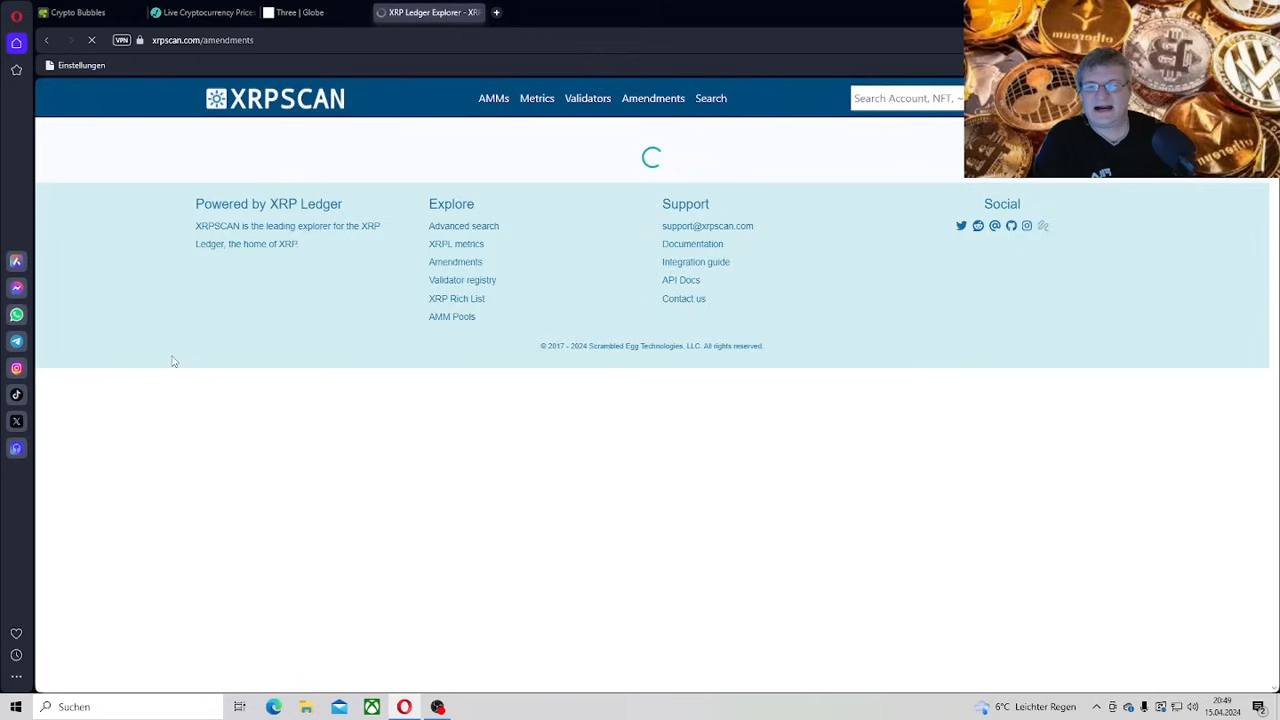 Crypto Bubbles
Live Cryptocurrency Price
Three | Globe
XRP Ledger Explorer – XR
VPN
xrpscan.com/amendments
Einstellungen
XRPSCAN
AMMs
Metrics
Validators
Amendments
Search
Search Account, NFT, ~
Powered by XRP Ledger
XRPSCAN is the leading explorer for the XRP
Ledger, the home of XRP.
Explore
Advanced search
XRPL metrics
Amendments
Validator registry
XRP Rich List
AMM Pools
Support
support@xrpscan.com
Documentation
Integration guide
API Docs
Contact us
Social
© 2017 - 2024 Scrambled Egg Technologies, LLC. All rights reserved.
ethereum
FILA
Suchen
6°C Leichter Regen
20:49
15.04.2024
2